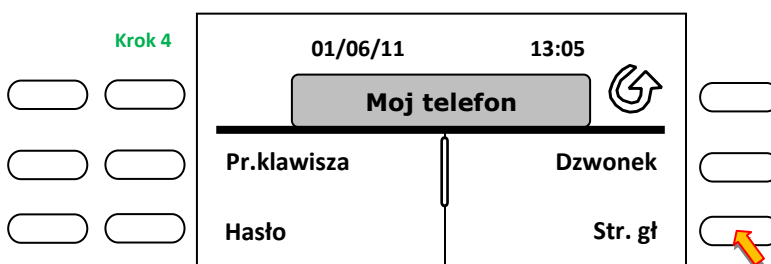 Krok 4
01/06/11 13:05
Moj telefon
Pr.klawisza Dzwonek
Hasło Str. gł